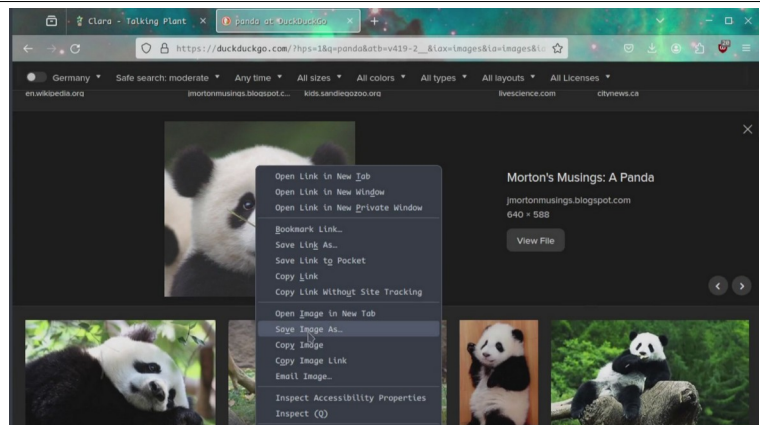 Clara - Talking Plant ×
panda at DuckDuckGo × +
https://duckduckgo.com/?hps=1&q=panda&atb=v419-2__&iax=images&ia=images&ia
Germany Safe search: moderate Any time All sizes All colors All types All layouts All Licenses
en.wikipedia.org jmortonmusings.blogspot.c... kids.sandiegozoo.org livescience.com citynews.ca
Morton's Musings: A Panda
jmortonmusings.blogspot.com
640 × 588
View File
Open Link in New Tab
Open Link in New Window
Open Link in New Private Window
Bookmark Link…
Save Link As…
Save Link to Pocket
Copy Link
Copy Link Without Site Tracking
Open Image in New Tab
Save Image As…
Copy Image
Copy Image Link
Email Image…
Inspect Accessibility Properties
Inspect (Q)